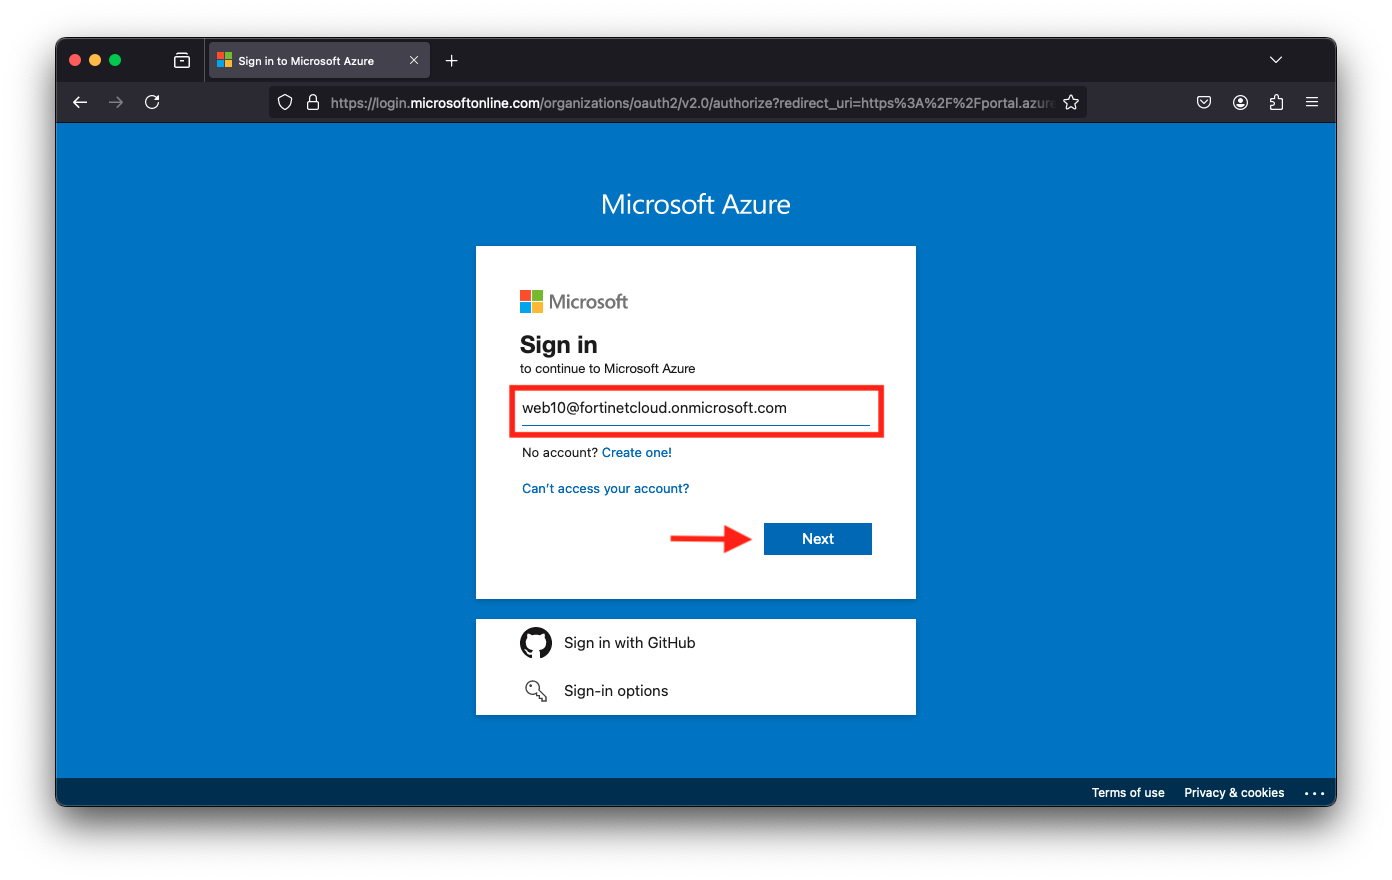 Sign in to Microsoft Azure
https://login.microsoftonline.com/organizations/oauth2/v2.0/authorize?redirect_uri=https%3A%2F%2Fportal.azure
Microsoft Azure
Microsoft
Sign in
to continue to Microsoft Azure
web10@fortinetcloud.onmicrosoft.com
No account? Create one!
Can't access your account?
Next
Sign in with GitHub
Sign-in options
Terms of use Privacy & cookies